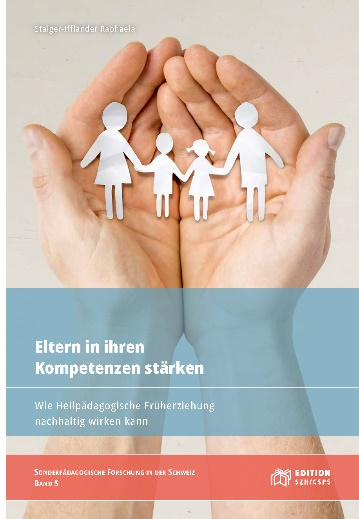 Staiger-Iffländer Raphaela
Eltern in ihren
Kompetenzen stärken
Wie Heilpädagogische Früherziehung
nachhaltig wirken kann
Sonderpädagogische Forschung in der Schweiz
Band 5
EDITION
SZH/CSPS